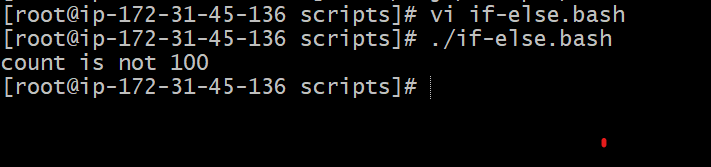 [root@ip-172-31-45-136 scripts]# vi if-else.bash
[root@ip-172-31-45-136 scripts]# ./if-else.bash
count is not 100
[root@ip-172-31-45-136 scripts]#